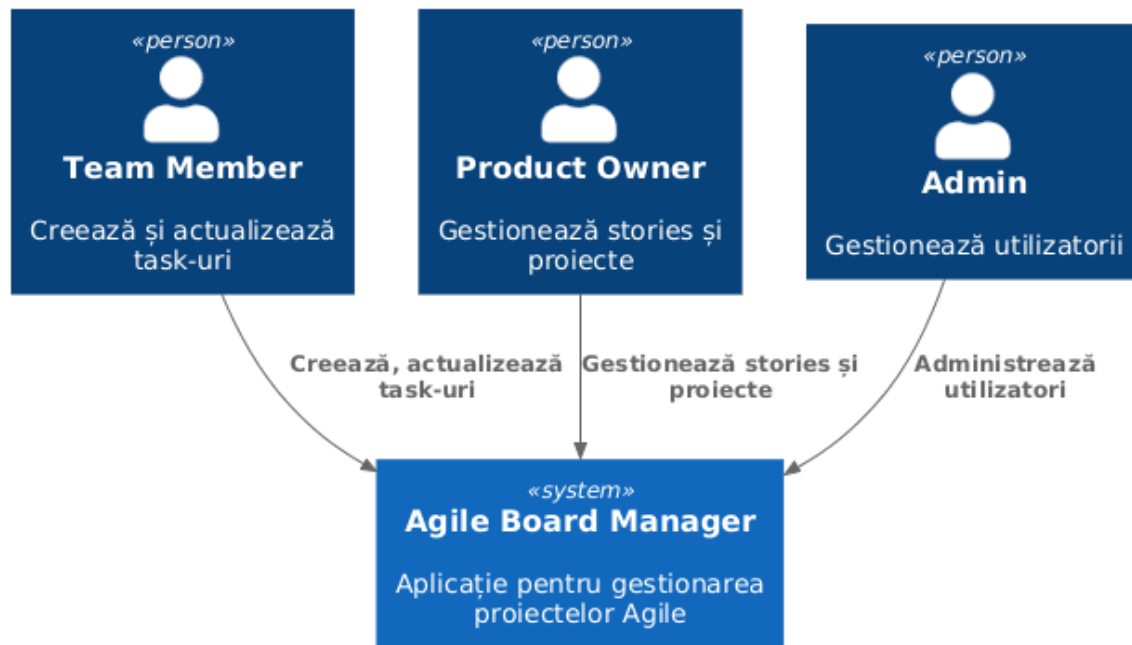 «person»
Team Member
Creează și actualizează
task-uri
«person»
Product Owner
Gestionează stories și
proiecte
«person»
Admin
Gestionează utilizatorii
Creează, actualizează
task-uri
Gestionează stories și
proiecte
Administrează
utilizatori
«system»
Agile Board Manager
Aplicație pentru gestionarea
proiectelor Agile